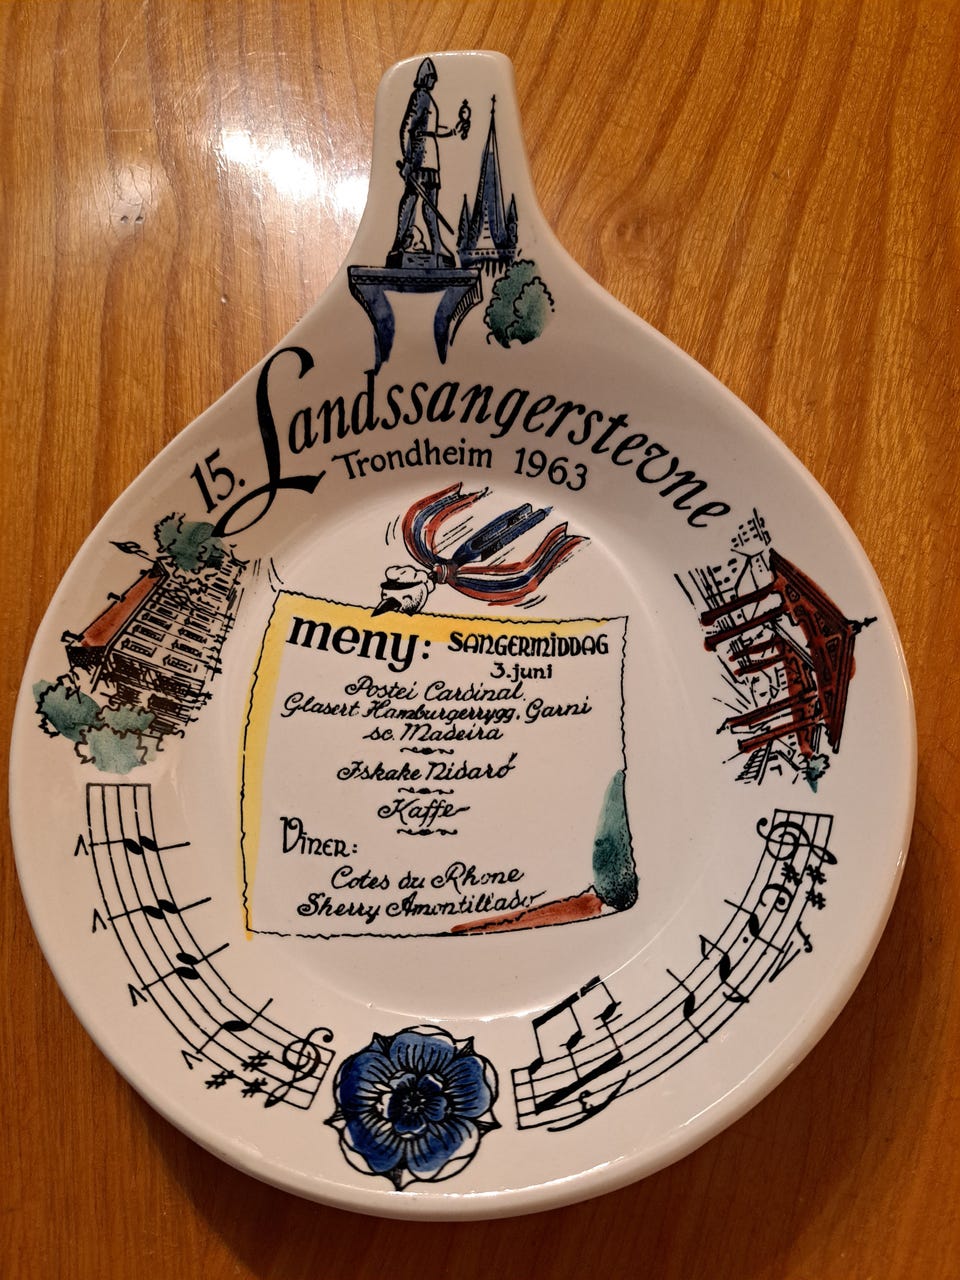 15. Landssangerstevne
Trondheim 1963
meny: SANGERMIDDAG
3. juni
Postei Cardinal
Glasert Hamburgerrygg, Garni
sc. Madeira
Iskake Nidaró
Kaffe
Viner:
Cotes du Rhone
Sherry Amontillado